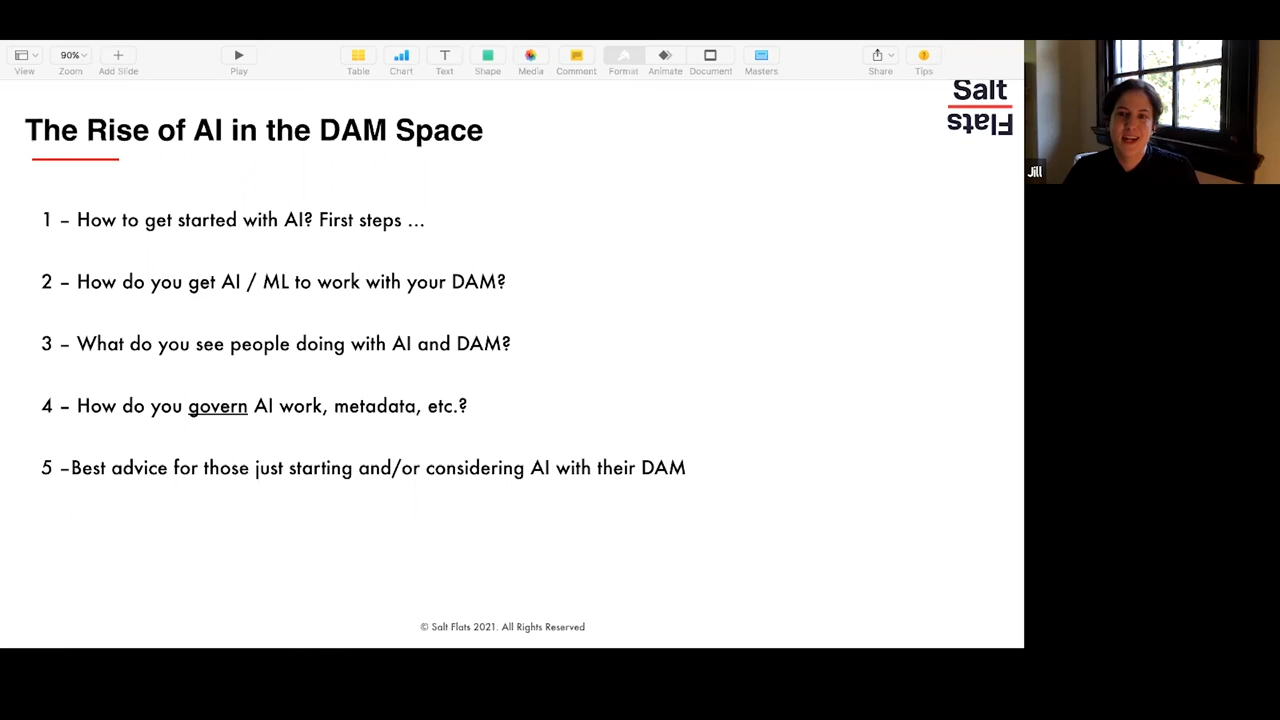 90%
View
Zoom
Add Slide
Play
Table
Chart
Text
Shape
Media
Comment
Format
Animate
Document
Masters
Share
Tips
Salt
Flats
The Rise of AI in the DAM Space
Jill
1 – How to get started with AI? First steps ...
2 – How do you get AI / ML to work with your DAM?
3 – What do you see people doing with AI and DAM?
4 – How do you govern AI work, metadata, etc.?
5 –Best advice for those just starting and/or considering AI with their DAM
© Salt Flats 2021. All Rights Reserved